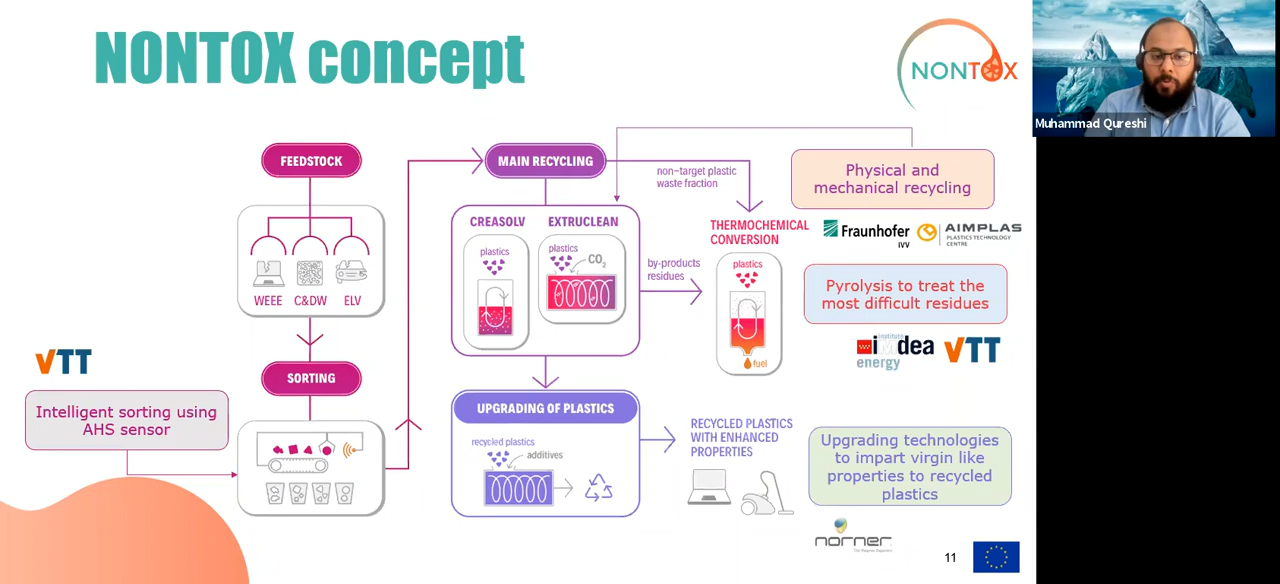 NONTOX concept
NONTOX
Muhammad Qureshi
FEEDSTOCK
WEEE C&DW ELV
SORTING
VTT
Intelligent sorting using
AHS sensor
MAIN RECYCLING
CREASOLV EXTRUCLEAN
plastics
plastics
CO2
non-target plastic
waste fraction
by-products
residues
THERMOCHEMICAL
CONVERSION
plastics
fuel
Physical and
mechanical recycling
Fraunhofer
IVV
AIMPLAS
PLASTICS TECHNOLOGY
CENTRE
Pyrolysis to treat the
most difficult residues
institute
iMdea
energy
VTT
UPGRADING OF PLASTICS
recycled plastics
additives
RECYCLED PLASTICS
WITH ENHANCED
PROPERTIES
Upgrading technologies
to impart virgin like
properties to recycled
plastics
norner
11